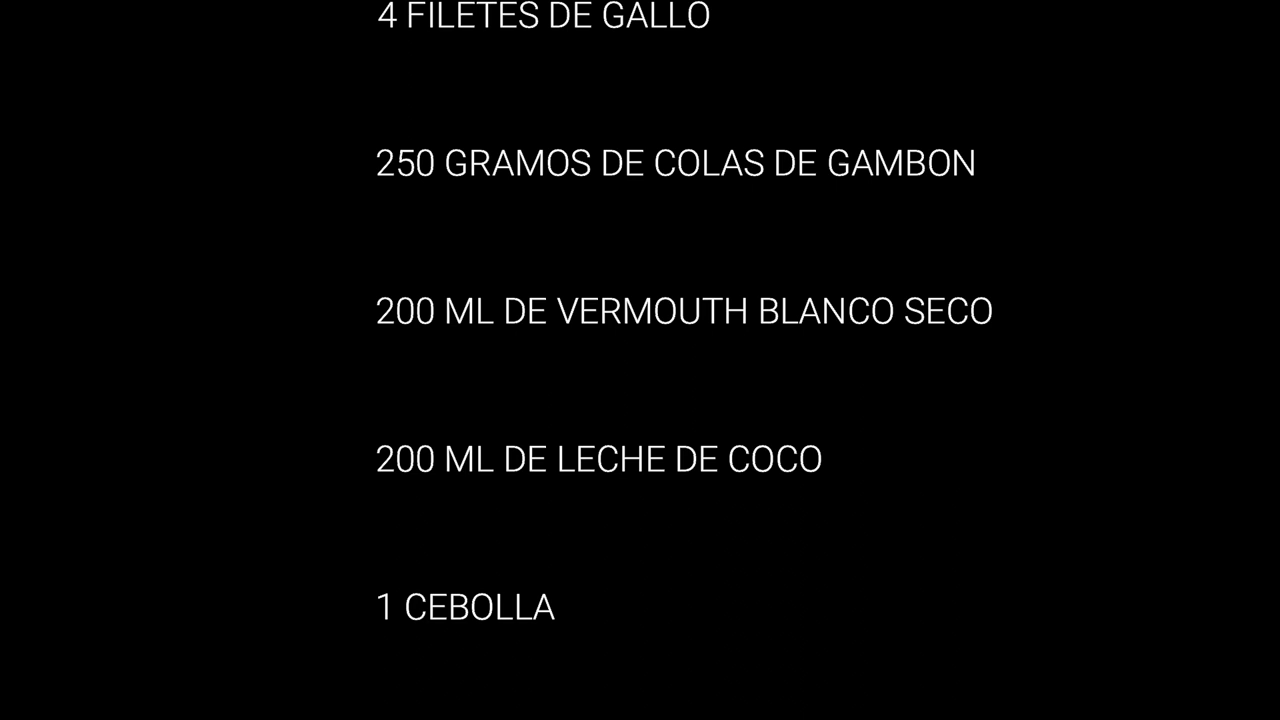 4 FILETES DE GALLO
250 GRAMOS DE COLAS DE GAMBON
200 ML DE VERMOUTH BLANCO SECO
200 ML DE LECHE DE COCO
1 CEBOLLA